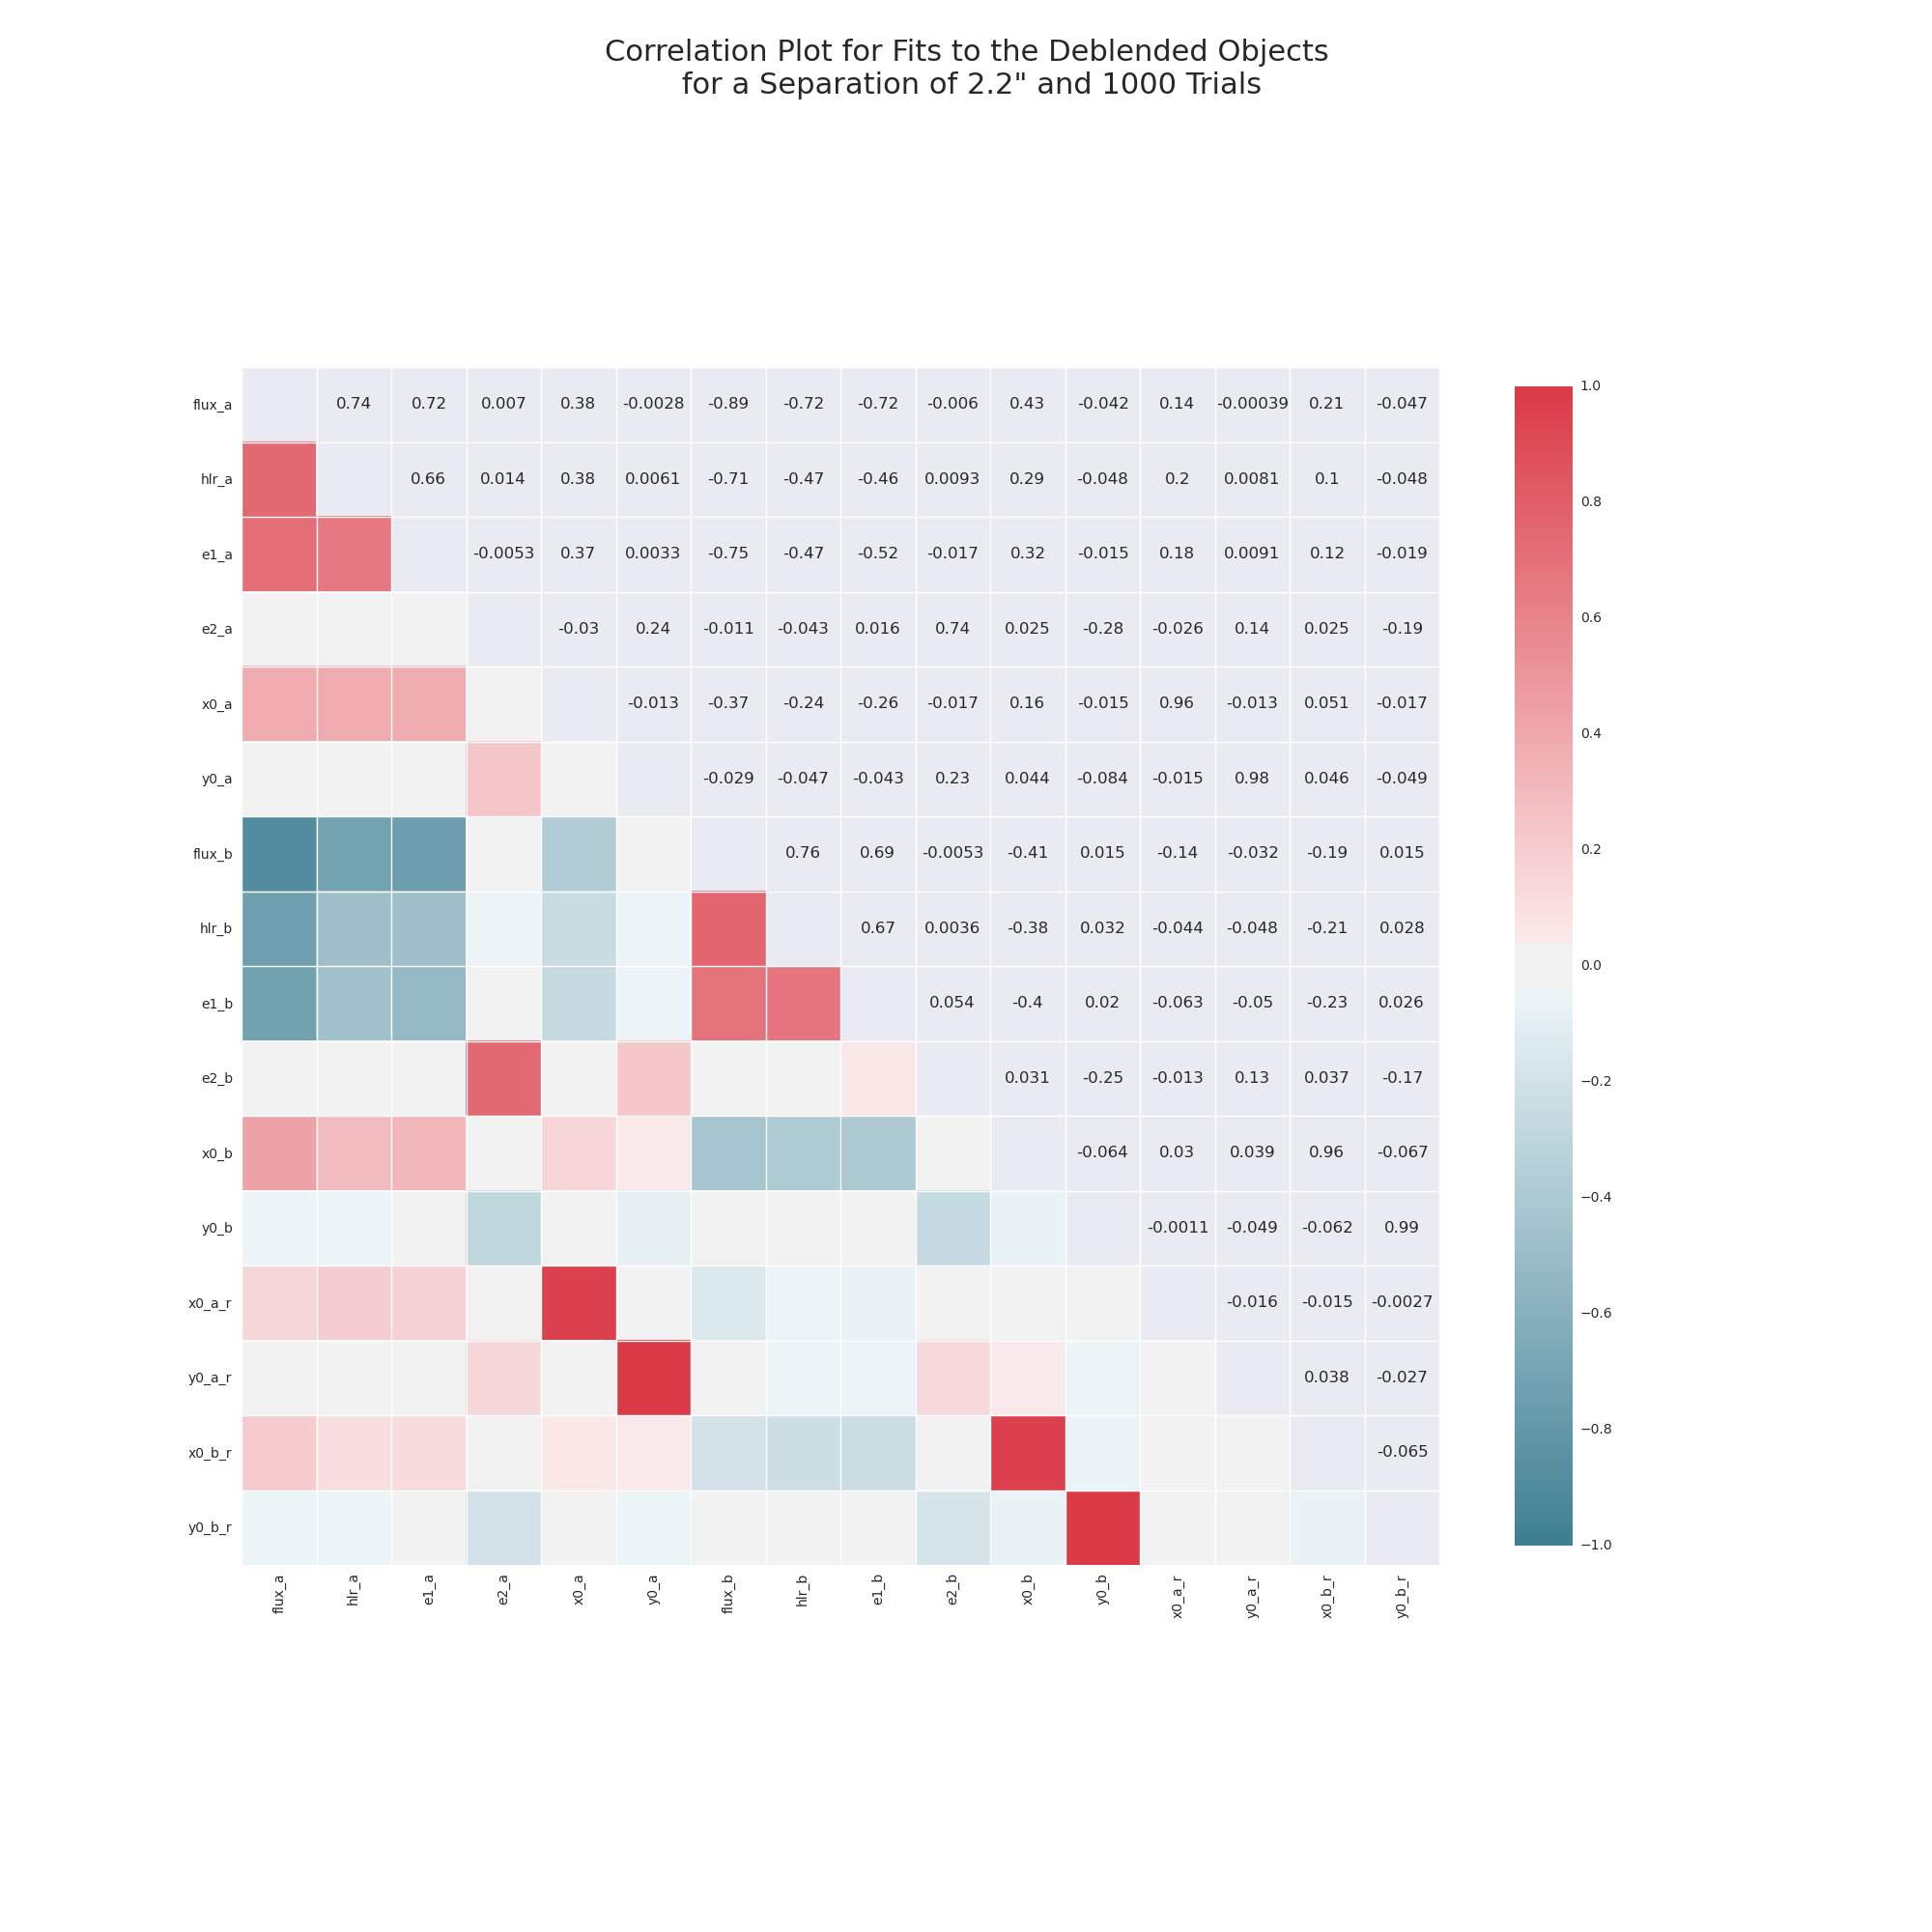 Correlation Plot for Fits to the Deblended Objects
for a Separation of 2.2" and 1000 Trials
flux_a 0.74 0.72 0.007 0.38 -0.0028 -0.89 -0.72 -0.72 -0.006 0.43 -0.042 0.14 -0.00039 0.21 -0.047
hlr_a 0.66 0.014 0.38 0.0061 -0.71 -0.47 -0.46 0.0093 0.29 -0.048 0.2 0.0081 0.1 -0.048
e1_a -0.0053 0.37 0.0033 -0.75 -0.47 -0.52 -0.017 0.32 -0.015 0.18 0.0091 0.12 -0.019
e2_a -0.03 0.24 -0.011 -0.043 0.016 0.74 0.025 -0.28 -0.026 0.14 0.025 -0.19
x0_a -0.013 -0.37 -0.24 -0.26 -0.017 0.16 -0.015 0.96 -0.013 0.051 -0.017
y0_a -0.029 -0.047 -0.043 0.23 0.044 -0.084 -0.015 0.98 0.046 -0.049
flux_b 0.76 0.69 -0.0053 -0.41 0.015 -0.14 -0.032 -0.19 0.015
hlr_b 0.67 0.0036 -0.38 0.032 -0.044 -0.048 -0.21 0.028
e1_b 0.054 -0.4 0.02 -0.063 -0.05 -0.23 0.026
e2_b 0.031 -0.25 -0.013 0.13 0.037 -0.17
x0_b -0.064 0.03 0.039 0.96 -0.067
y0_b -0.0011 -0.049 -0.062 0.99
x0_a_r -0.016 -0.015 -0.0027
y0_a_r 0.038 -0.027
x0_b_r -0.065
y0_b_r
flux_a hlr_a e1_a e2_a x0_a y0_a flux_b hlr_b e1_b e2_b x0_b y0_b x0_a_r y0_a_r x0_b_r y0_b_r
1.0
0.8
0.6
0.4
0.2
0.0
−0.2
−0.4
−0.6
−0.8
−1.0